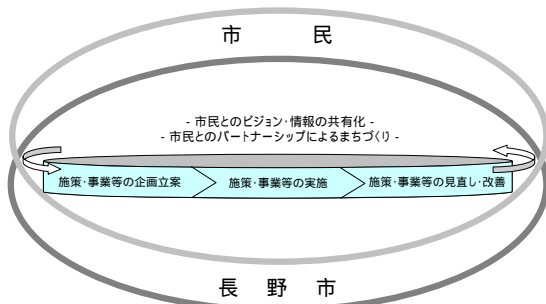 市　　民
- 市民とのビジョン・情報の共有化 -
- 市民とのパートナーシップによるまちづくり -
施策・事業等の企画立案
施策・事業等の実施
施策・事業等の見直し・改善
長　野　市